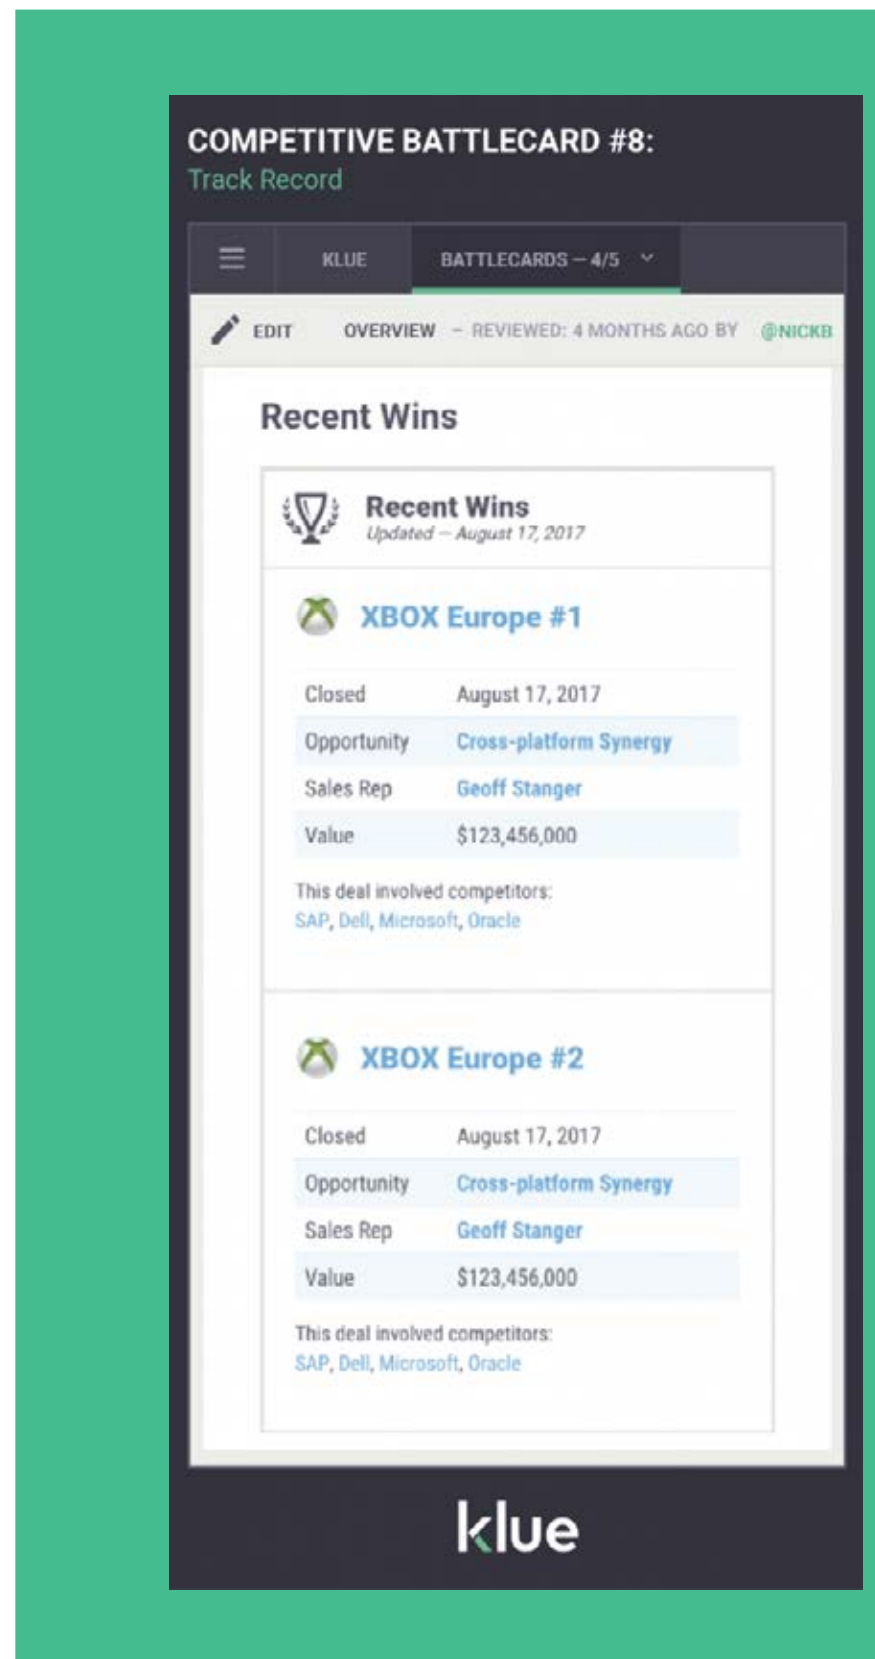 COMPETITIVE BATTLECARD #8:
Track Record
KLUE BATTLECARDS – 4/5
EDIT OVERVIEW – REVIEWED: 4 MONTHS AGO BY @NICKB
Recent Wins
Recent Wins
Updated – August 17, 2017
XBOX Europe #1
Closed August 17, 2017
Opportunity Cross-platform Synergy
Sales Rep Geoff Stanger
Value $123,456,000
This deal involved competitors:
SAP, Dell, Microsoft, Oracle
XBOX Europe #2
Closed August 17, 2017
Opportunity Cross-platform Synergy
Sales Rep Geoff Stanger
Value $123,456,000
This deal involved competitors:
SAP, Dell, Microsoft, Oracle
klue